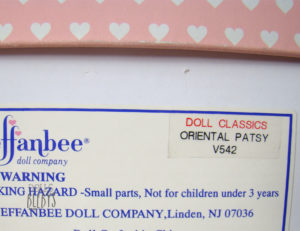 effanbee®
doll company
DOLL CLASSICS
ORIENTAL PATSY
V542
WARNING
KING HAZARD -Small parts, Not for children under 3 years
EFFANBEE DOLL COMPANY, Linden, NJ 07036